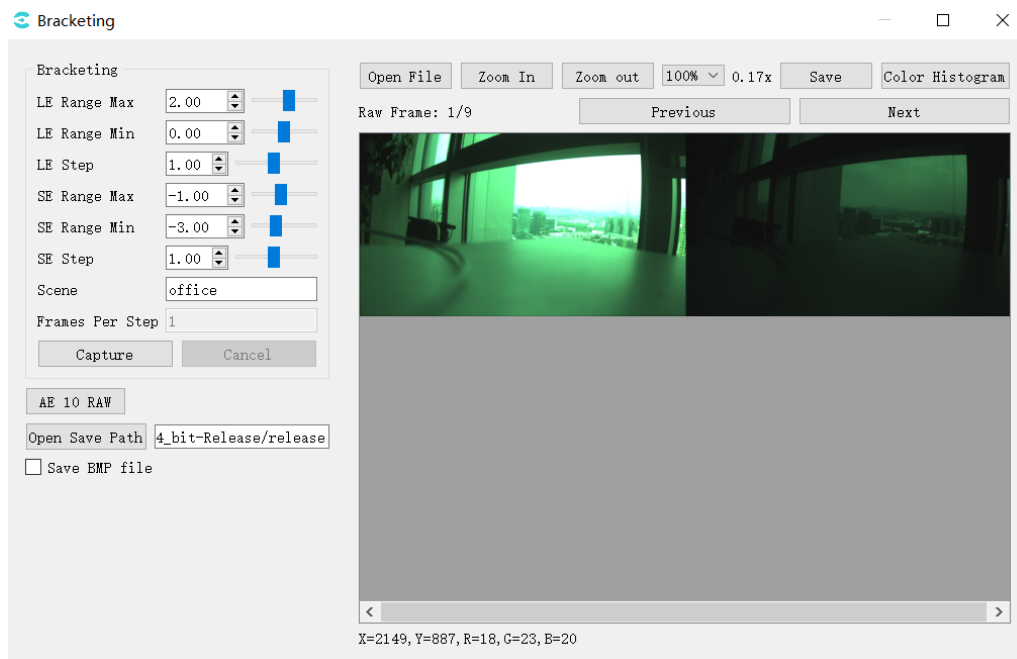 Bracketing
Bracketing
LE Range Max 2.00
LE Range Min 0.00
LE Step 1.00
SE Range Max -1.00
SE Range Min -3.00
SE Step 1.00
Scene office
Frames Per Step 1
Capture Cancel
AE 10 RAW
Open Save Path 4_bit-Release/release
Save BMP file
Open File Zoom In Zoom out 100% 0.17x Save Color Histogram
Raw Frame: 1/9 Previous Next
X=2149,Y=887,R=18,G=23,B=20